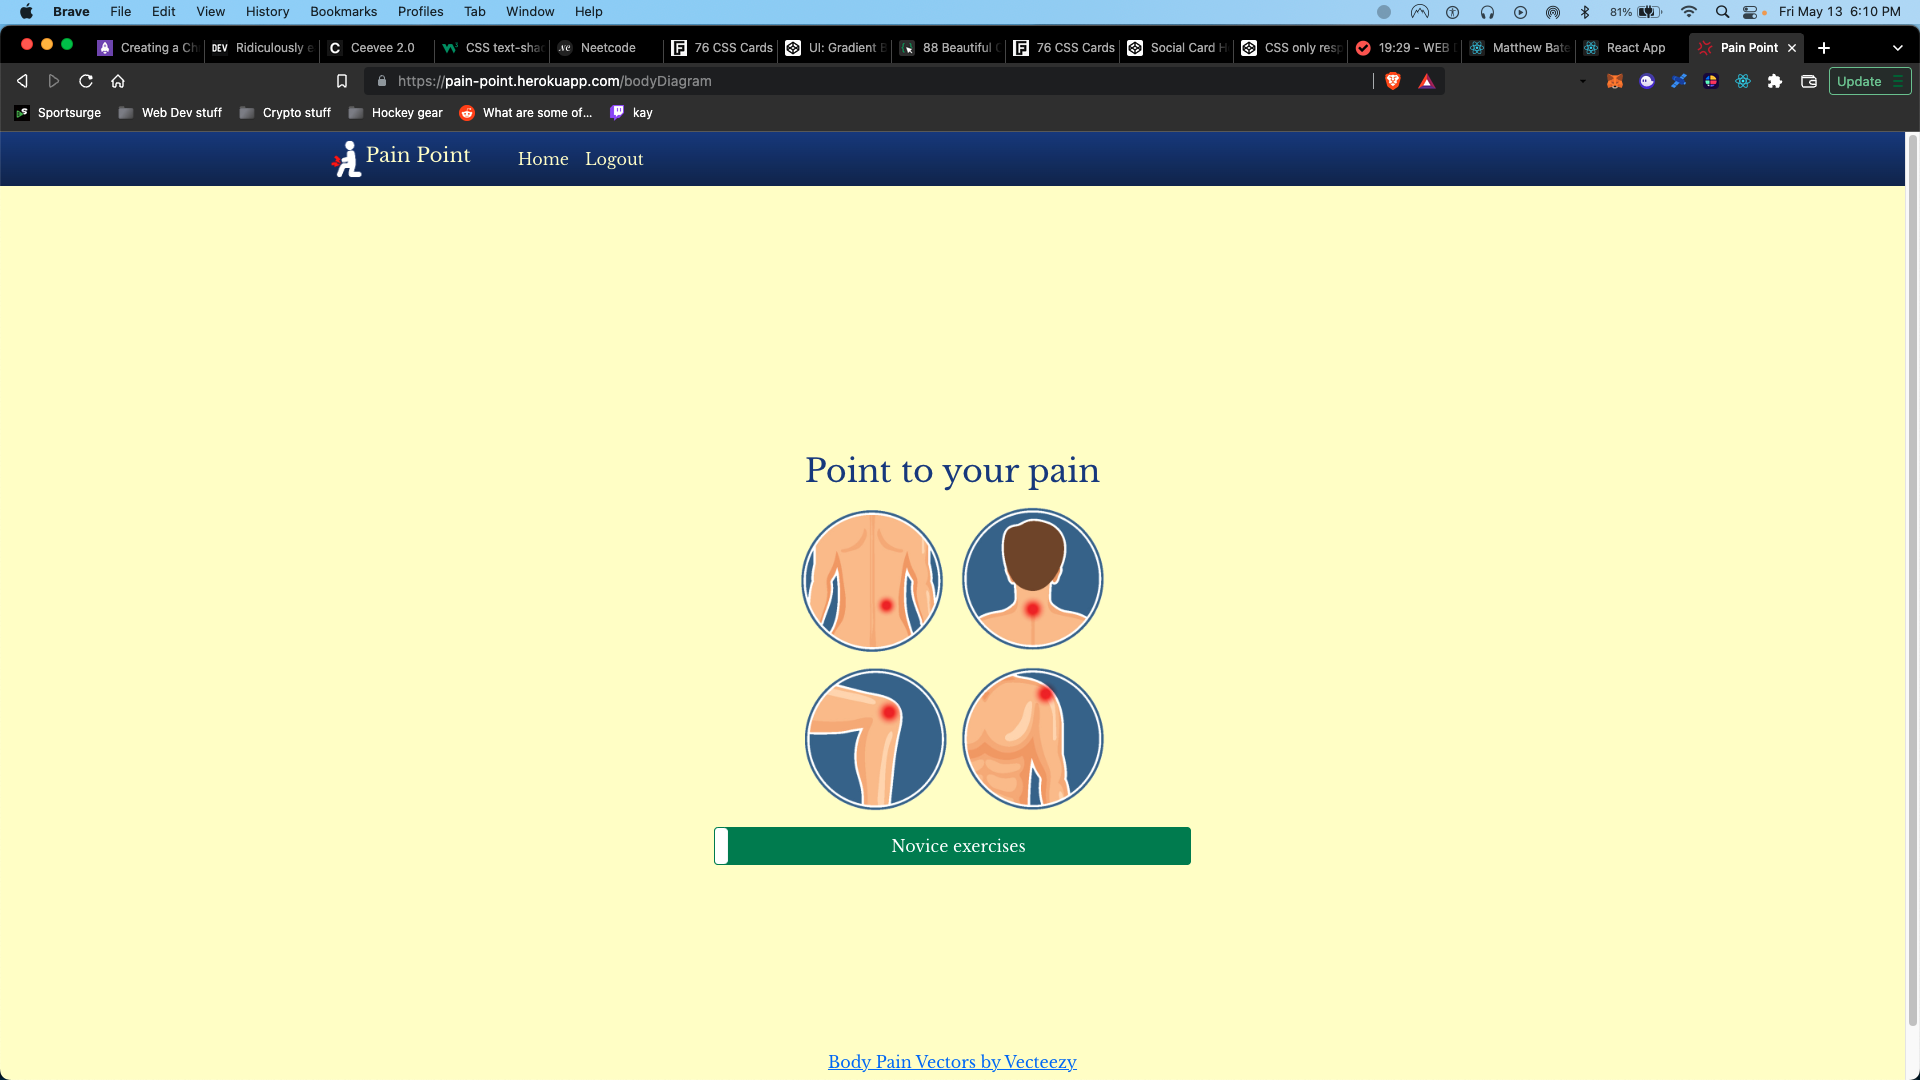 Brave File Edit View History Bookmarks Profiles Tab Window Help 81% Fri May 13 6:10 PM
Creating a Ch DEV Ridiculously e C Ceevee 2.0 CSS text-sha Neetcode 76 CSS Cards UI: Gradient B 88 Beautiful C 76 CSS Cards Social Card H CSS only resp 19:29 - WEB Matthew Bate React App Pain Point
https://pain-point.herokuapp.com/bodyDiagram Update
Sportsurge Web Dev stuff Crypto stuff Hockey gear What are some of... kay
Pain Point Home Logout
Point to your pain
Novice exercises
Body Pain Vectors by Vecteezy